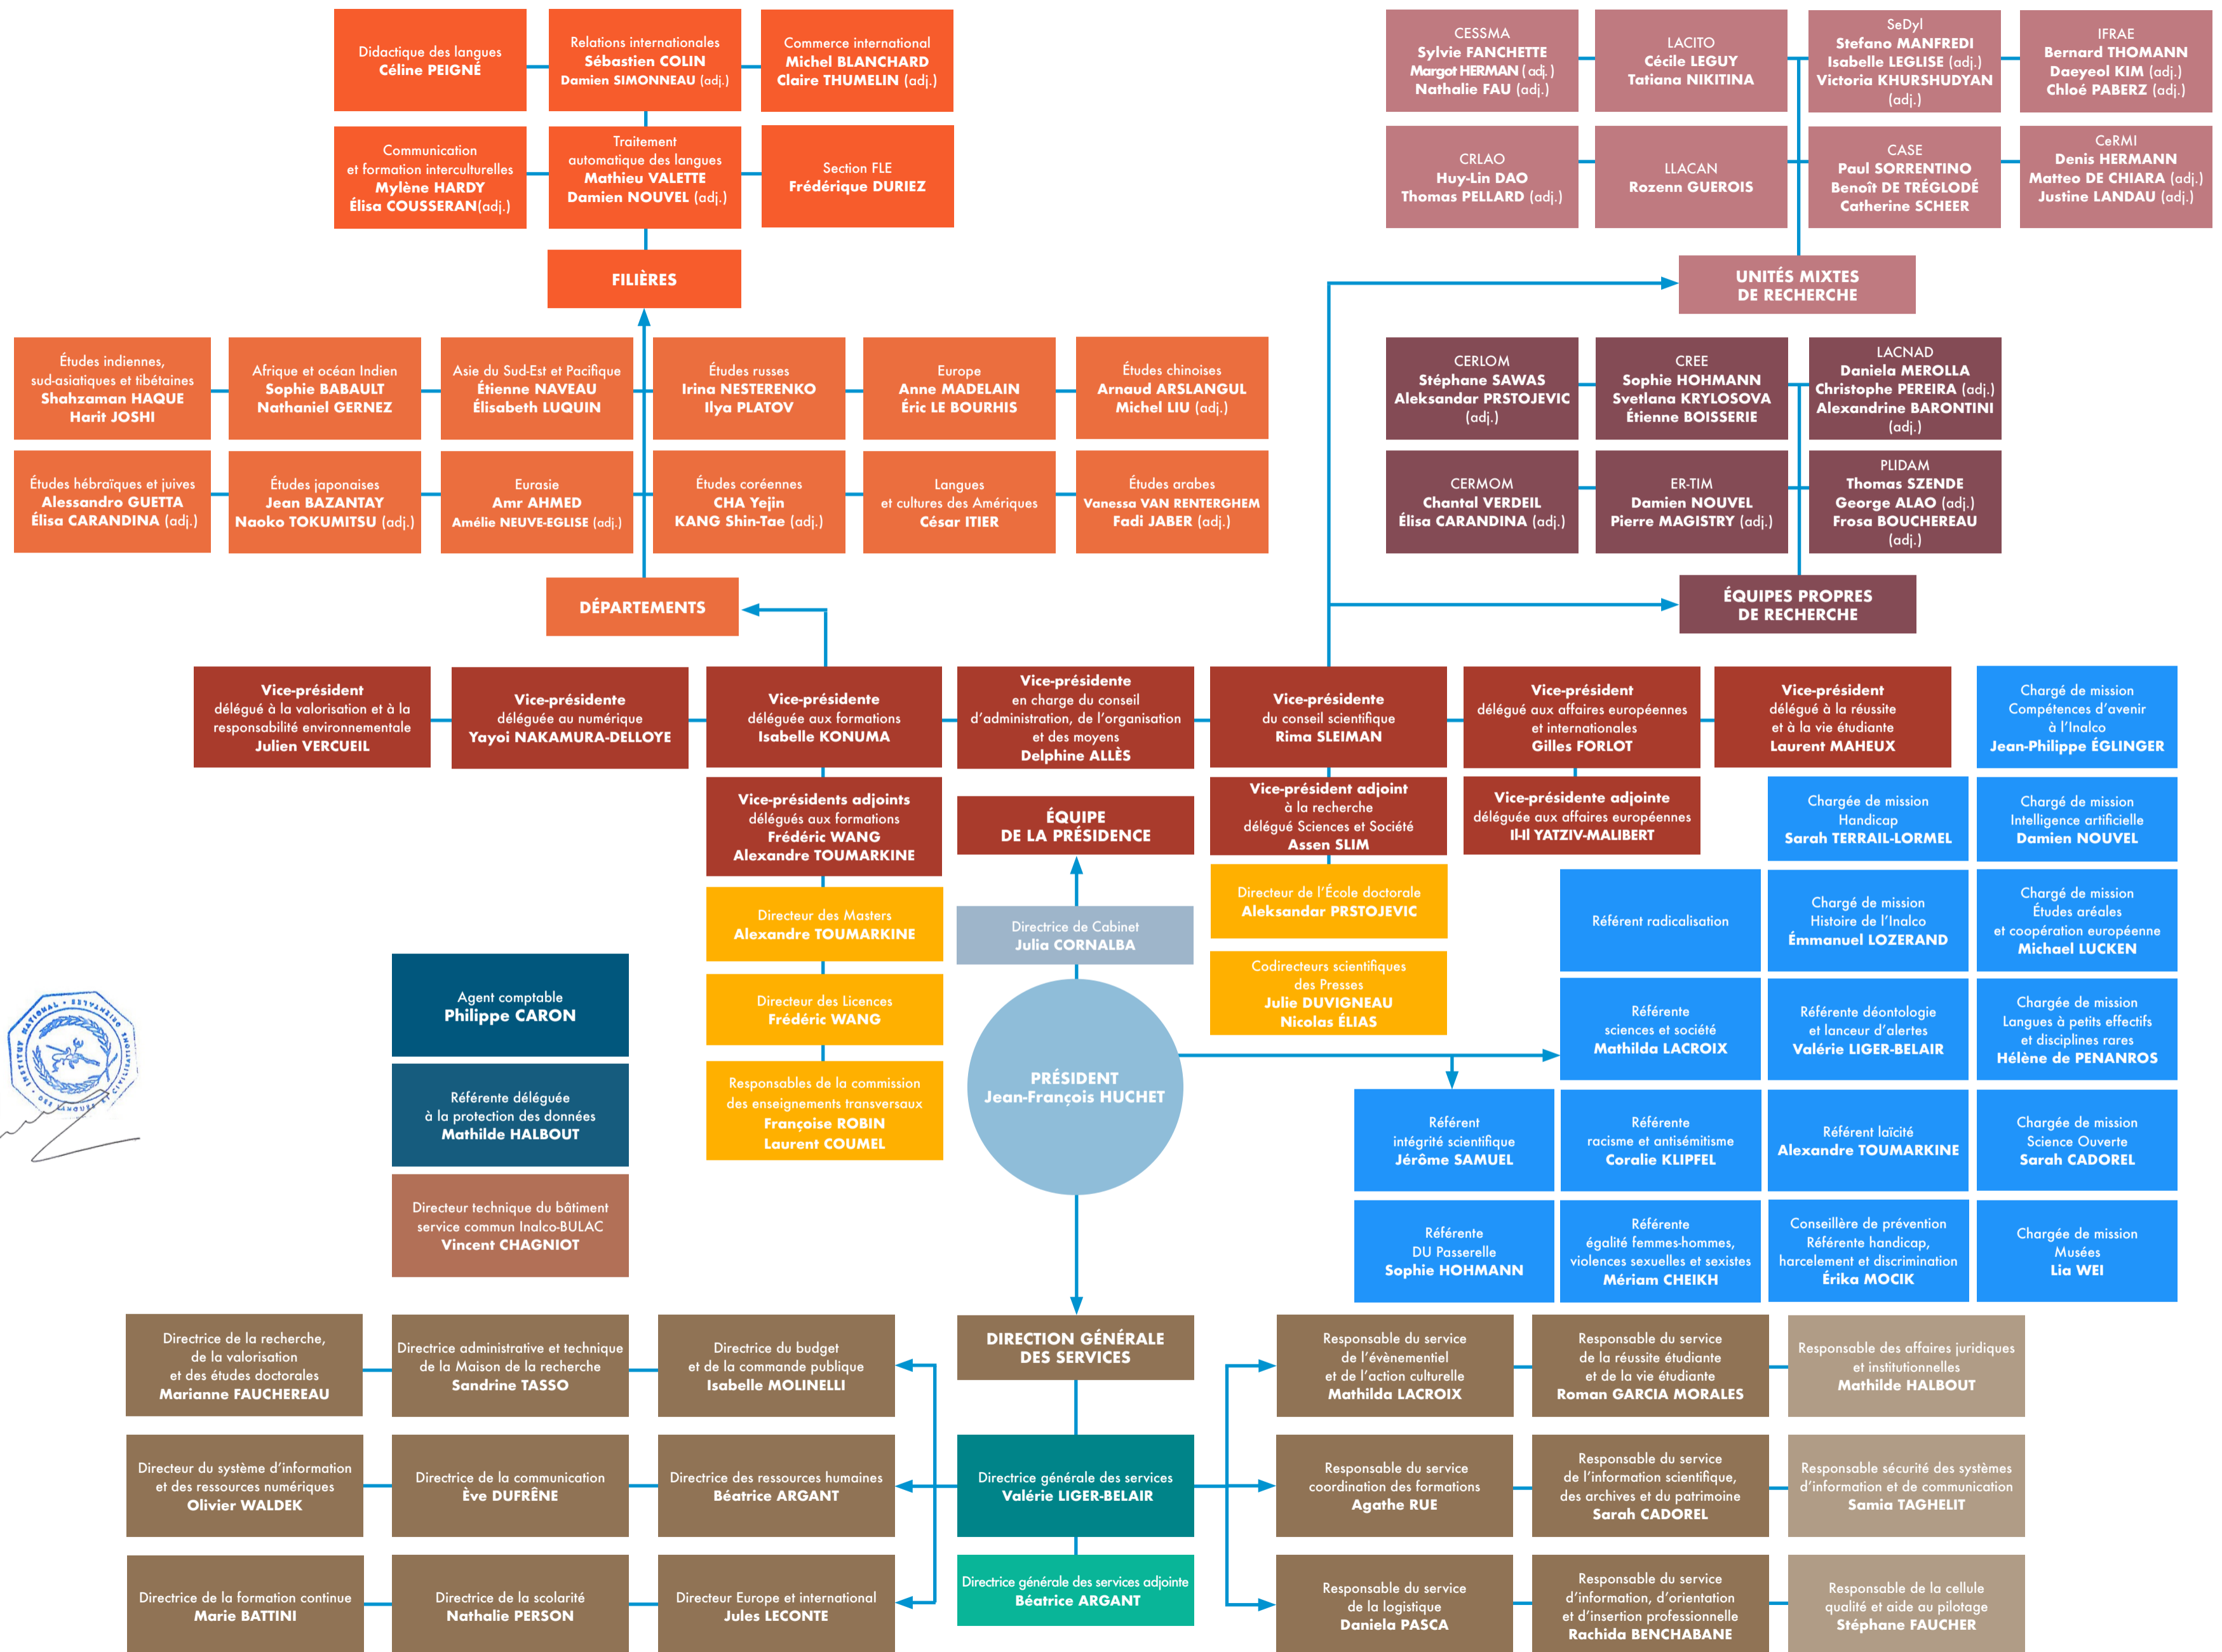 Didactique des langues
Céline PEIGNÉ
Relations internationales
Sébastien COLIN
Damien SIMONNEAU (adj.)
Commerce international
Michel BLANCHARD
Claire THUMELIN (adj.)
Communication
et formation interculturelles
Mylène HARDY
Élisa COUSSERAN(adj.)
Traitement
automatique des langues
Mathieu VALETTE
Damien NOUVEL (adj.)
Section FLE
Frédérique DURIEZ
FILIÈRES
CESSMA
Sylvie FANCHETTE
Margot HERMAN ( adj. )
Nathalie FAU (adj.)
LACITO
Cécile LEGUY
Tatiana NIKITINA
SeDyl
Stefano MANFREDI
Isabelle LEGLISE (adj.)
Victoria KHURSHUDYAN
(adj.)
IFRAE
Bernard THOMANN
Daeyeol KIM (adj.)
Chloé PABERZ (adj.)
CRLAO
Huy-Lin DAO
Thomas PELLARD (adj.)
LLACAN
Rozenn GUEROIS
CASE
Paul SORRENTINO
Benoît DE TRÉGLODÉ
Catherine SCHEER
CeRMI
Denis HERMANN
Matteo DE CHIARA (adj.)
Justine LANDAU (adj.)
UNITÉS MIXTES
DE RECHERCHE
Études indiennes,
sud-asiatiques et tibétaines
Shahzaman HAQUE
Harit JOSHI
Afrique et océan Indien
Sophie BABAULT
Nathaniel GERNEZ
Asie du Sud-Est et Pacifique
Étienne NAVEAU
Élisabeth LUQUIN
Études russes
Irina NESTERENKO
Ilya PLATOV
Europe
Anne MADELAIN
Éric LE BOURHIS
Études chinoises
Arnaud ARSLANGUL
Michel LIU (adj.)
Études hébraïques et juives
Alessandro GUETTA
Élisa CARANDINA (adj.)
Études japonaises
Jean BAZANTAY
Naoko TOKUMITSU (adj.)
Eurasie
Amr AHMED
Amélie NEUVE-EGLISE (adj.)
Études coréennes
CHA Yejin
KANG Shin-Tae (adj.)
Langues
et cultures des Amériques
César ITIER
Études arabes
Vanessa VAN RENTERGHEM
Fadi JABER (adj.)
DÉPARTEMENTS
CERLOM
Stéphane SAWAS
Aleksandar PRSTOJEVIC
(adj.)
CREE
Sophie HOHMANN
Svetlana KRYLOSOVA
Étienne BOISSERIE
LACNAD
Daniela MEROLLA
Christophe PEREIRA (adj.)
Alexandrine BARONTINI
(adj.)
CERMOM
Chantal VERDEIL
Élisa CARANDINA (adj.)
ER-TIM
Damien NOUVEL
Pierre MAGISTRY (adj.)
PLIDAM
Thomas SZENDE
George ALAO (adj.)
Frosa BOUCHEREAU
(adj.)
ÉQUIPES PROPRES
DE RECHERCHE
Vice-président
délégué à la valorisation et à la
responsabilité environnementale
Julien VERCUEIL
Vice-présidente
déléguée au numérique
Yayoi NAKAMURA-DELLOYE
Vice-présidente
déléguée aux formations
Isabelle KONUMA
Vice-présidente
en charge du conseil
d'administration, de l'organisation
et des moyens
Delphine ALLÈS
Vice-présidente
du conseil scientifique
Rima SLEIMAN
Vice-président
délégué aux affaires européennes
et internationales
Gilles FORLOT
Vice-président
délégué à la réussite
et à la vie étudiante
Laurent MAHEUX
Chargé de mission
Compétences d'avenir
à l'Inalco
Jean-Philippe ÉGLINGER
Vice-présidents adjoints
délégués aux formations
Frédéric WANG
Alexandre TOUMARKINE
ÉQUIPE
DE LA PRÉSIDENCE
Vice-président adjoint
à la recherche
délégué Sciences et Société
Assen SLIM
Vice-présidente adjointe
déléguée aux affaires européennes
Il-Il YATZIV-MALIBERT
Chargée de mission
Handicap
Sarah TERRAIL-LORMEL
Chargé de mission
Intelligence artificielle
Damien NOUVEL
Directeur des Masters
Alexandre TOUMARKINE
Directrice de Cabinet
Julia CORNALBA
Directeur de l'École doctorale
Aleksandar PRSTOJEVIC
Référent radicalisation
Chargé de mission
Histoire de l'Inalco
Émmanuel LOZERAND
Chargé de mission
Études aréales
et coopération européenne
Michael LUCKEN
Agent comptable
Philippe CARON
Directeur des Licences
Frédéric WANG
Codirecteurs scientifiques
des Presses
Julie DUVIGNEAU
Nicolas ÉLIAS
Référente
sciences et société
Mathilda LACROIX
Référente déontologie
et lanceur d'alertes
Valérie LIGER-BELAIR
Chargée de mission
Langues à petits effectifs
et disciplines rares
Hélène de PENANROS
Référente déléguée
à la protection des données
Mathilde HALBOUT
Responsables de la commission
des enseignements transversaux
Françoise ROBIN
Laurent COUMEL
PRÉSIDENT
Jean-François HUCHET
Référent
intégrité scientifique
Jérôme SAMUEL
Référente
racisme et antisémitisme
Coralie KLIPFEL
Référent laïcité
Alexandre TOUMARKINE
Chargée de mission
Science Ouverte
Sarah CADOREL
Directeur technique du bâtiment
service commun Inalco-BULAC
Vincent CHAGNIOT
Référente
DU Passerelle
Sophie HOHMANN
Référente
égalité femmes-hommes,
violences sexuelles et sexistes
Mériam CHEIKH
Conseillère de prévention
Référente handicap,
harcelement et discrimination
Érika MOCIK
Chargée de mission
Musées
Lia WEI
Directrice de la recherche,
de la valorisation
et des études doctorales
Marianne FAUCHEREAU
Directrice administrative et technique
de la Maison de la recherche
Sandrine TASSO
Directrice du budget
et de la commande publique
Isabelle MOLINELLI
DIRECTION GÉNÉRALE
DES SERVICES
Responsable du service
de l'évènementiel
et de l'action culturelle
Mathilda LACROIX
Responsable du service
de la réussite étudiante
et de la vie étudiante
Roman GARCIA MORALES
Responsable des affaires juridiques
et institutionnelles
Mathilde HALBOUT
Directeur du système d'information
et des ressources numériques
Olivier WALDEK
Directrice de la communication
Ève DUFRÊNE
Directrice des ressources humaines
Béatrice ARGANT
Directrice générale des services
Valérie LIGER-BELAIR
Responsable du service
coordination des formations
Agathe RUE
Responsable du service
de l'information scientifique,
des archives et du patrimoine
Sarah CADOREL
Responsable sécurité des systèmes
d'information et de communication
Samia TAGHELIT
Directrice de la formation continue
Marie BATTINI
Directrice de la scolarité
Nathalie PERSON
Directeur Europe et international
Jules LECONTE
Directrice générale des services adjointe
Béatrice ARGANT
Responsable du service
de la logistique
Daniela PASCA
Responsable du service
d'information, d'orientation
et d'insertion professionnelle
Rachida BENCHABANE
Responsable de la cellule
qualité et aide au pilotage
Stéphane FAUCHER
INSTITUT NATIONAL
DES LANGUES ET